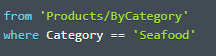 from 'Products/ByCategory'
where Category == 'Seafood'